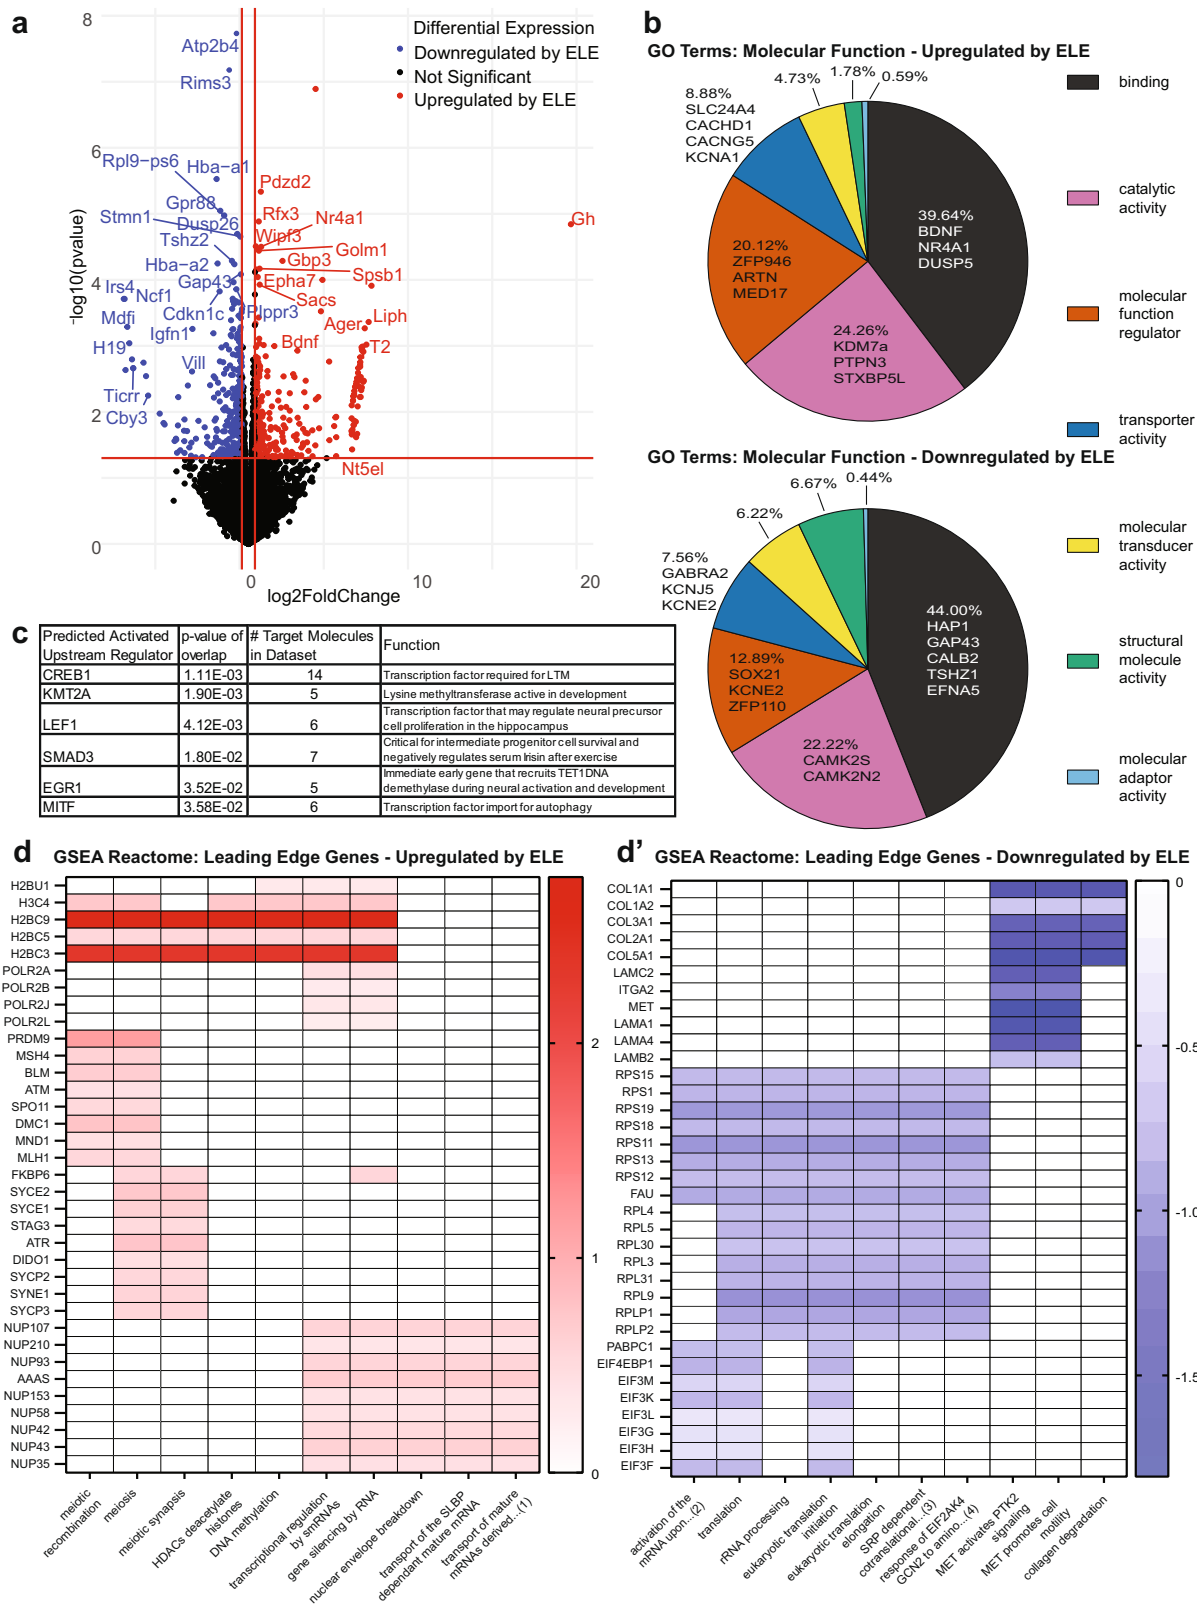 a
8
6
4
2
0
-log10(pvalue)
0
10
20
log2FoldChange
Differential Expression
Downregulated by ELE
Not Significant
Upregulated by ELE
Atp2b4
Rims3
Rpl9−ps6
Hba−a1
Gpr88
Stmn1
Dusp26
Tshz2
Hba−a2
Gap43
Irs4
Ncf1
Cdkn1c
Plppr3
Mdfi
Igfn1
H19
Vill
Ticrr
Cby3
Pdzd2
Rfx3
Nr4a1
Gh
Wipf3
Golm1
Gbp3
Spsb1
Epha7
Sacs
Ager
Liph
Bdnf
T2
Nt5el
b
GO Terms: Molecular Function - Upregulated by ELE
8.88%
SLC24A4
CACHD1
CACNG5
KCNA1
4.73%
1.78%
0.59%
39.64%
BDNF
NR4A1
DUSP5
20.12%
ZFP946
ARTN
MED17
24.26%
KDM7a
PTPN3
STXBP5L
GO Terms: Molecular Function - Downregulated by ELE
6.67%
0.44%
6.22%
7.56%
GABRA2
KCNJ5
KCNE2
44.00%
HAP1
GAP43
CALB2
TSHZ1
EFNA5
12.89%
SOX21
KCNE2
ZFP110
22.22%
CAMK2S
CAMK2N2
binding
catalytic
activity
molecular
function
regulator
transporter
activity
molecular
transducer
activity
structural
molecule
activity
molecular
adaptor
activity
c
Predicted Activated Upstream Regulator	p-value of overlap	# Target Molecules in Dataset	Function
CREB1	1.11E-03	14	Transcription factor required for LTM
KMT2A	1.90E-03	5	Lysine methyltransferase active in development
LEF1	4.12E-03	6	Transcription factor that may regulate neural precursor cell proliferation in the hippocampus
SMAD3	1.80E-02	7	Critical for intermediate progenitor cell survival and negatively regulates serum Irisin after exercise
EGR1	3.52E-02	5	Immediate early gene that recruits TET1DNA demethylase during neural activation and development
MITF	3.58E-02	6	Transcription factor import for autophagy
d
GSEA Reactome: Leading Edge Genes - Upregulated by ELE
H2BU1
H3C4
H2BC9
H2BC5
H2BC3
POLR2A
POLR2B
POLR2J
POLR2L
PRDM9
MSH4
BLM
ATM
SPO11
DMC1
MND1
MLH1
FKBP6
SYCE2
SYCE1
STAG3
ATR
DIDO1
SYCP2
SYNE1
SYCP3
NUP107
NUP210
NUP93
AAAS
NUP153
NUP58
NUP42
NUP43
NUP35
2
1
0
meiotic
recombination
meiosis
meiotic synapsis
HDACs deacetylate
histones
DNA methylation
transcriptional regulation
by smRNAs
gene silencing by RNA
nuclear envelope breakdown
transport of the SLBP
dependant mature mRNA
transport of mature
mRNAs derived...(1)
d’
GSEA Reactome: Leading Edge Genes - Downregulated by ELE
COL1A1
COL1A2
COL3A1
COL2A1
COL5A1
LAMC2
ITGA2
MET
LAMA1
LAMA4
LAMB2
RPS15
RPS1
RPS19
RPS18
RPS11
RPS13
RPS12
FAU
RPL4
RPL5
RPL30
RPL3
RPL31
RPL9
RPLP1
RPLP2
PABPC1
EIF4EBP1
EIF3M
EIF3K
EIF3L
EIF3G
EIF3H
EIF3F
0
-0.5
-1.0
-1.5
activation of the
mRNA upon...(2)
translation
rRNA processing
eukaryotic translation
initiation
eukaryotic translation
elongation
SRP dependent
cotranslational...(3)
response of EIF2AK4
GCN2 to amino...(4)
MET activates PTK2
signaling
MET promotes cell
motility
collagen degradation